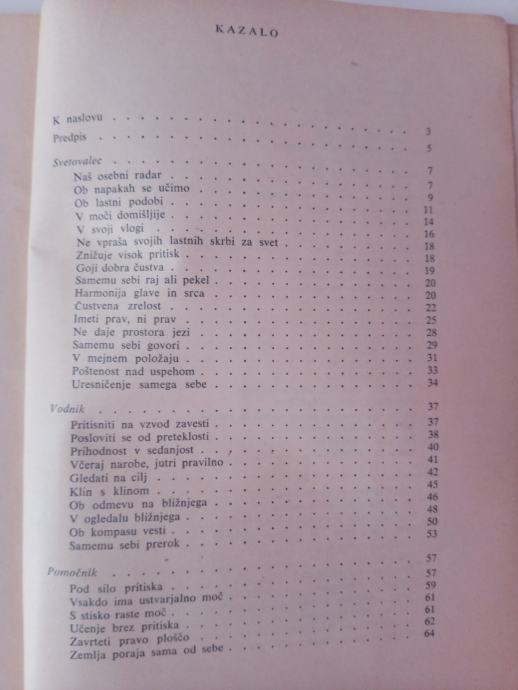 KAZALO
K naslovu . . . . . . . . . . 3
Predpis . . . . . . . . . . 5
Svetovalec . . . . . . . . . . 7
Naš osebni radar . . . . . . . . . . 7
Ob napakah se učimo . . . . . . . . . . 9
Ob lastni podobi . . . . . . . . . . 11
V moči domišljije . . . . . . . . . . 14
V svoji vlogi . . . . . . . . . . 16
Ne vpraša svojih lastnih skrbi za svet . . . . . . . . . . 18
Znižuje visok pritisk . . . . . . . . . . 18
Goji dobra čustva . . . . . . . . . . 19
Samemu sebi raj ali pekel . . . . . . . . . . 20
Harmonija glave in srca . . . . . . . . . . 20
Čustvena zrelost . . . . . . . . . . 22
Imeti prav, ni prav . . . . . . . . . . 25
Ne daje prostora jezi . . . . . . . . . . 28
Samemu sebi govori . . . . . . . . . . 29
V mejnem položaju . . . . . . . . . . 31
Poštenost nad uspehom . . . . . . . . . . 33
Uresničenje samega sebe . . . . . . . . . . 34
Vodnik . . . . . . . . . . 37
Pritisniti na vzvod zavesti . . . . . . . . . . 37
Posloviti se od preteklosti . . . . . . . . . . 38
Prihodnost v sedanjost . . . . . . . . . . 40
Včeraj narobe, jutri pravilno . . . . . . . . . . 41
Gledati na cilj . . . . . . . . . . 42
Klin s klinom . . . . . . . . . . 45
Ob odmevu na bližnjega . . . . . . . . . . 46
V ogledalu bližnjega . . . . . . . . . . 48
Ob kompasu vesti . . . . . . . . . . 50
Samemu sebi prerok . . . . . . . . . . 53
Pomočnik . . . . . . . . . . 57
Pod silo pritiska . . . . . . . . . . 57
Vsakdo ima ustvarjalno moč . . . . . . . . . . 59
S stisko raste moč . . . . . . . . . . 61
Učenje brez pritiska . . . . . . . . . . 61
Zavrteti pravo ploščo . . . . . . . . . . 62
Zemlja poraja sama od sebe . . . . . . . . . . 64